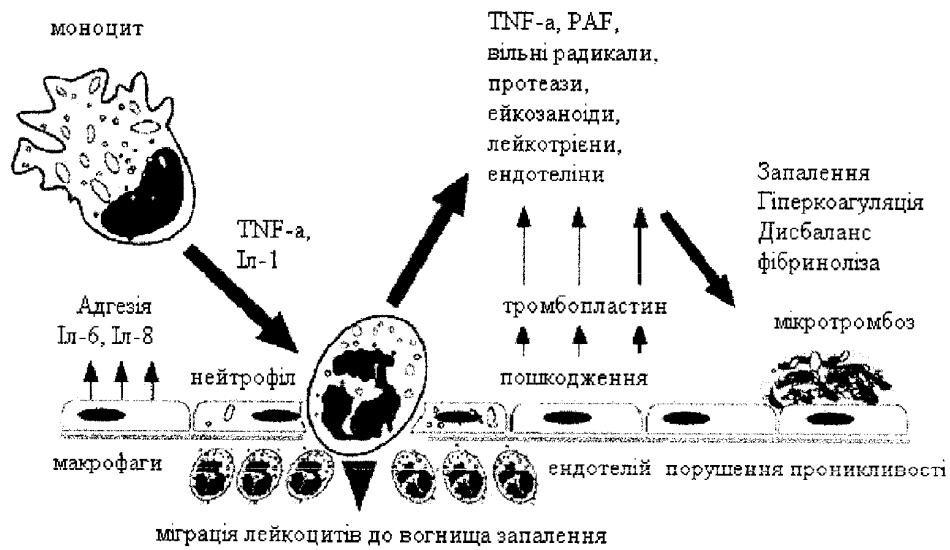 моноцит
TNF-а, PAF,
вільні радикали,
протеази,
ейкозаноїди,
лейкотрієни,
ендотеліни
TNF-а,
Іл-1
Запалення
Гіперкоагуляція
Дисбаланс
фібриноліза
Адгезія
Іл-6, Іл-8
тромбопластин
мікротромбоз
нейтрофіл
пошкодження
макрофаги
ендотелій порушення проникливості
міграція лейкоцитів до вогнища запалення